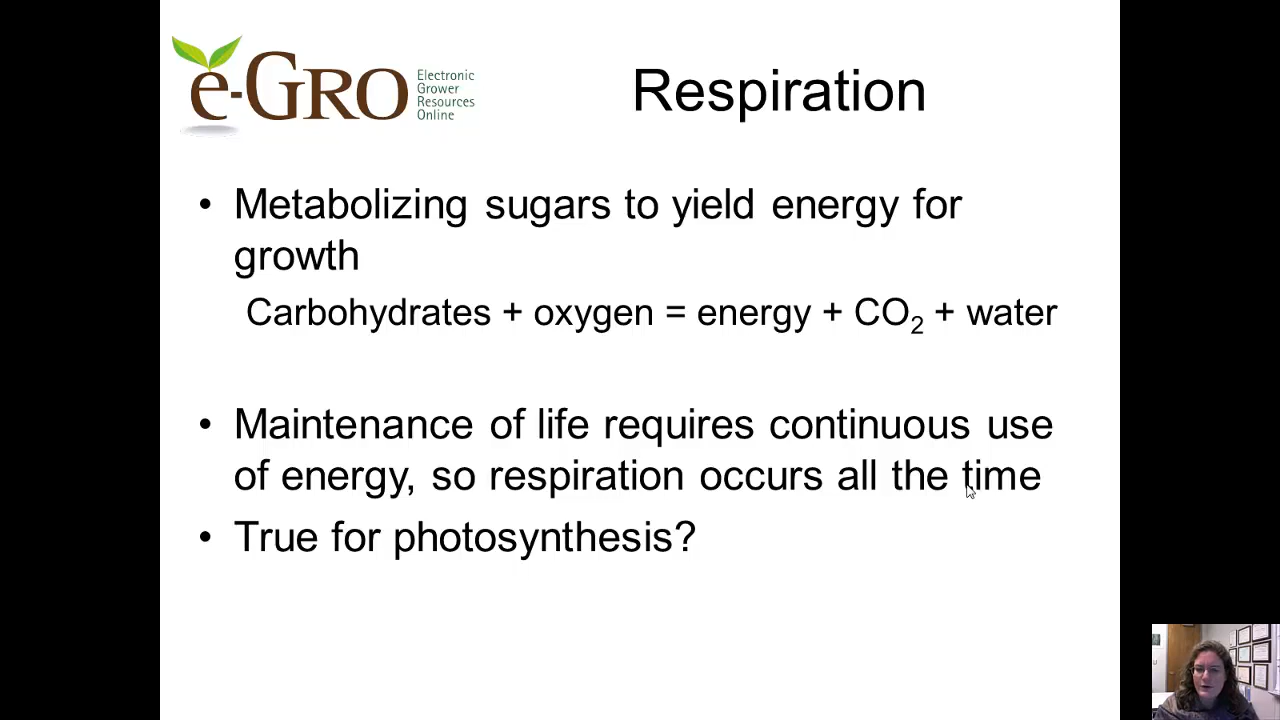 e-GRO
Electronic
Grower
Resources
Online
Respiration
• Metabolizing sugars to yield energy for
growth
Carbohydrates + oxygen = energy + CO₂ + water
• Maintenance of life requires continuous use
of energy, so respiration occurs all the time
• True for photosynthesis?